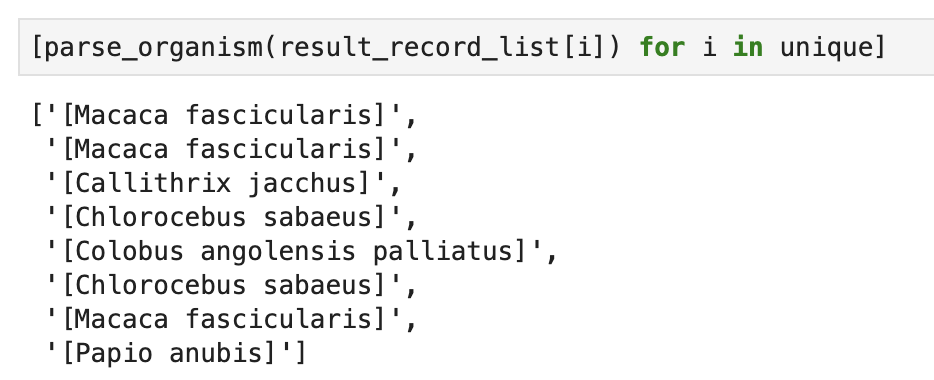 [parse_organism(result_record_list[i]) for i in unique]
['[Macaca fascicularis]',
'[Macaca fascicularis]',
'[Callithrix jacchus]',
'[Chlorocebus sabaeus]',
'[Colobus angolensis palliatus]',
'[Chlorocebus sabaeus]',
'[Macaca fascicularis]',
'[Papio anubis]']